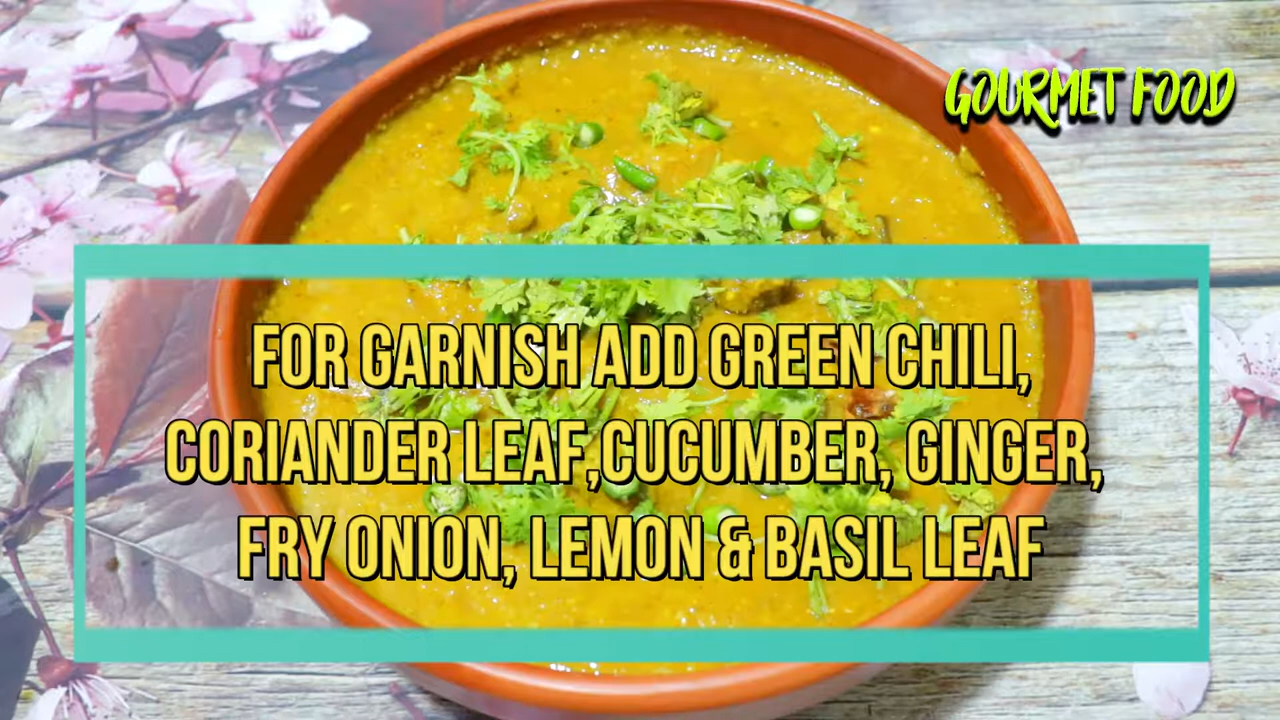 GOURMET FOOD
FOR GARNISH ADD GREEN CHILI,
CORIANDER LEAF,CUCUMBER, GINGER,
FRY ONION, LEMON & BASIL LEAF